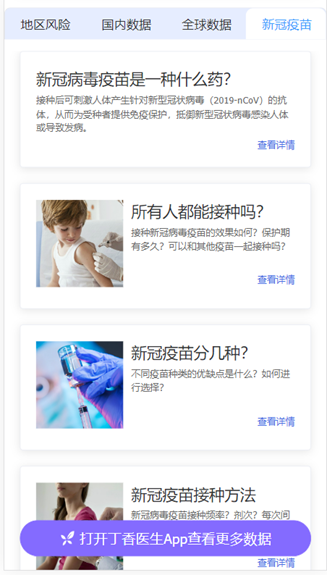 地区风险 国内数据 全球数据 新冠疫苗
新冠病毒疫苗是一种什么药?
接种后可刺激人体产生针对新型冠状病毒（2019-nCoV）的抗
体，从而为受种者提供免疫保护，抵御新型冠状病毒感染人体
或导致发病。
查看详情
所有人都能接种吗?
接种新冠病毒疫苗的效果如何？保护期
有多久？可以和其他疫苗一起接种吗？
查看详情
新冠疫苗分几种?
不同疫苗种类的优缺点是什么？如何进
行选择？
查看详情
新冠疫苗接种方法
新冠病毒疫苗接种频率？剂次？每次间
打开丁香医生App查看更多数据
查看详情